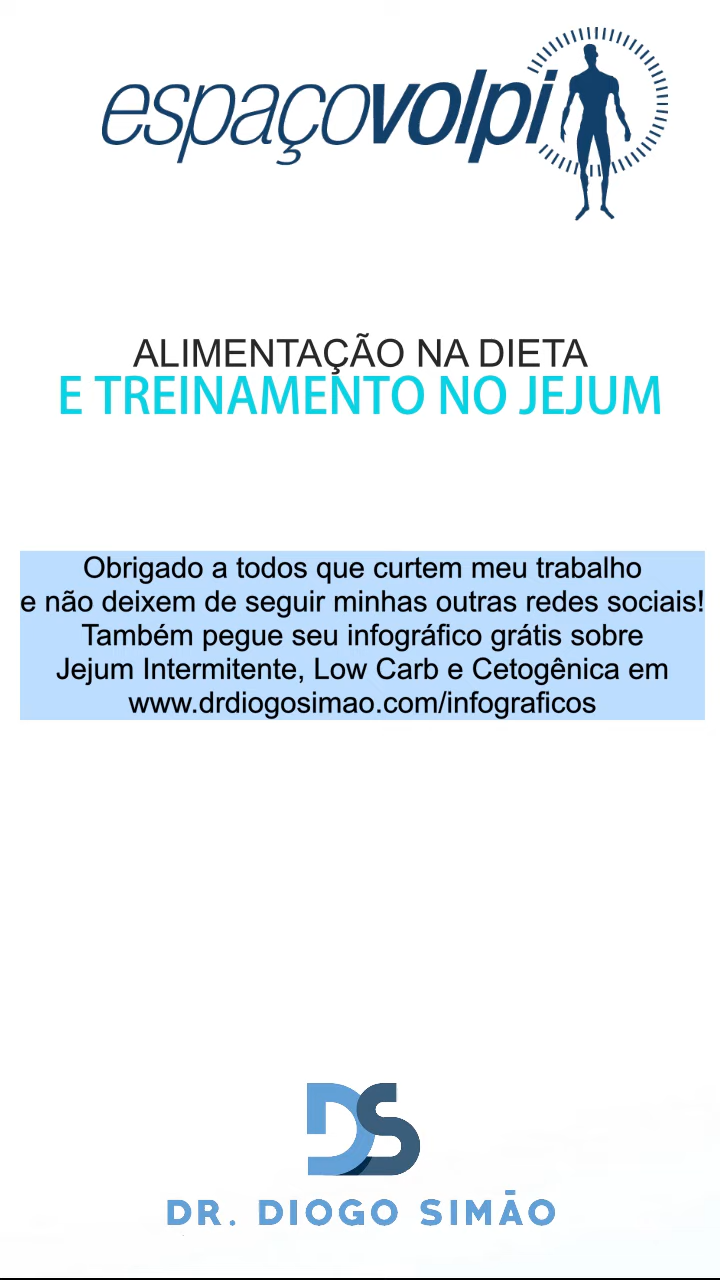 espaçovolpi
ALIMENTAÇÃO NA DIETA
E TREINAMENTO NO JEJUM
Obrigado a todos que curtem meu trabalho
e não deixem de seguir minhas outras redes sociais!
Também pegue seu infográfico grátis sobre
Jejum Intermitente, Low Carb e Cetogênica em
www.drdiogosimao.com/infograficos
DS
DR. DIOGO SIMÃO